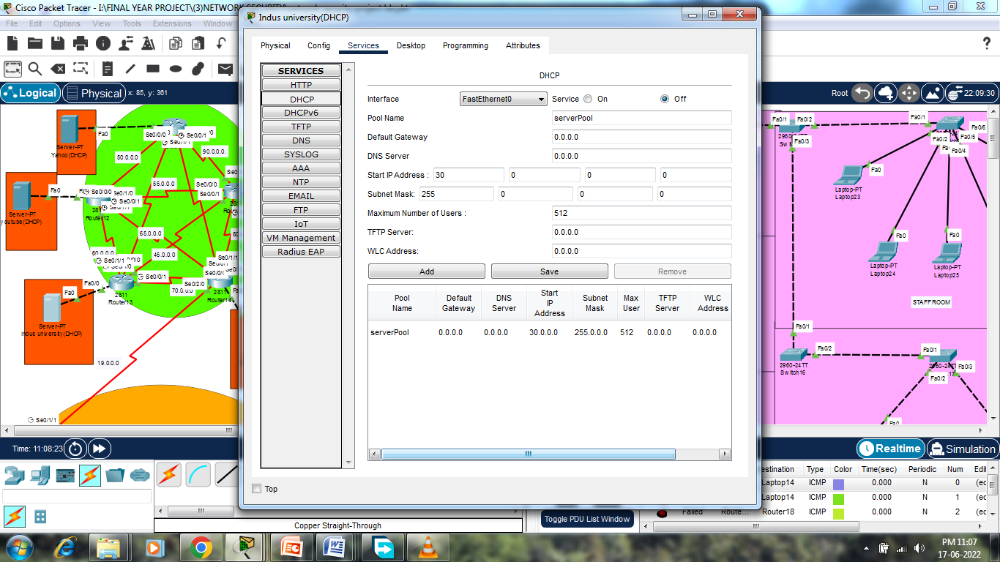 Cisco Packet Tracer - I:\FINAL YEAR PROJECT\(3)NETWORK SECURITY\
File Edit Options View Tools Extensions Window
Logical Physical x: 85, y: 361
Root 22:09:30
Indus university(DHCP)
Physical Config Services Desktop Programming Attributes
SERVICES
HTTP
DHCP
DHCPv6
TFTP
DNS
SYSLOG
AAA
NTP
EMAIL
FTP
IoT
VM Management
Radius EAP
DHCP
Interface FastEthernet0 Service On Off
Pool Name serverPool
Default Gateway 0.0.0.0
DNS Server 0.0.0.0
Start IP Address : 30 0 0 0
Subnet Mask: 255 0 0 0
Maximum Number of Users : 512
TFTP Server: 0.0.0.0
WLC Address: 0.0.0.0
Add Save Remove
Pool Name Default Gateway DNS Server Start IP Address Subnet Mask Max User TFTP Server WLC Address
serverPool 0.0.0.0 0.0.0.0 30.0.0.0 255.0.0.0 512 0.0.0.0 0.0.0.0
Top
Server-PT
Yahoo(DHCP)
Fa0
Se0/0/0
Se0/0/1
Se0/1/1
50.0.0.0
90.0.0.0.
55.0.0.0
Fa0
Se0/0/0
Se0/1/0
Se0/0/1
Se0/0/0
Se0/0/1
Server-PT
youtube(DHCP)
Router12
65.0.0.0
60.0.0.0
45.0.0.0
Se0/1/1
Se0/0/1
Se0/2/0
70.0.0.0
Fa0
Fa0/0
2811
Router13
2811
Router14
Server-PT
Indus university(DHCP)
19.0.0.0
Se0/1/1
Fa0/1
Fa0/2
2960-24TT
Fa0/3
Fa0/1
Fa0/6
Fa0/2
Fa0/5
Fa0/4
Fa0
Laptop-PT
Laptop23
Fa0
Laptop-PT
Laptop24
Fa0
Laptop-PT
Laptop25
STAFFROOM
Fa0/1
Fa0/2
2960-24TT
Switch16
Fa0/1
2960-24TT
Fa0/3
Fa0/2
Fa0
Time: 11:08:23
Realtime Simulation
Type Color Time(sec) Periodic Num
Laptop14 ICMP 0.000 N 0
Laptop14 ICMP 0.000 N 1
Failed Route... Router18 ICMP 0.000 N 2
Toggle PDU List Window
Copper Straight-Through
PM 11:07
17-06-2022